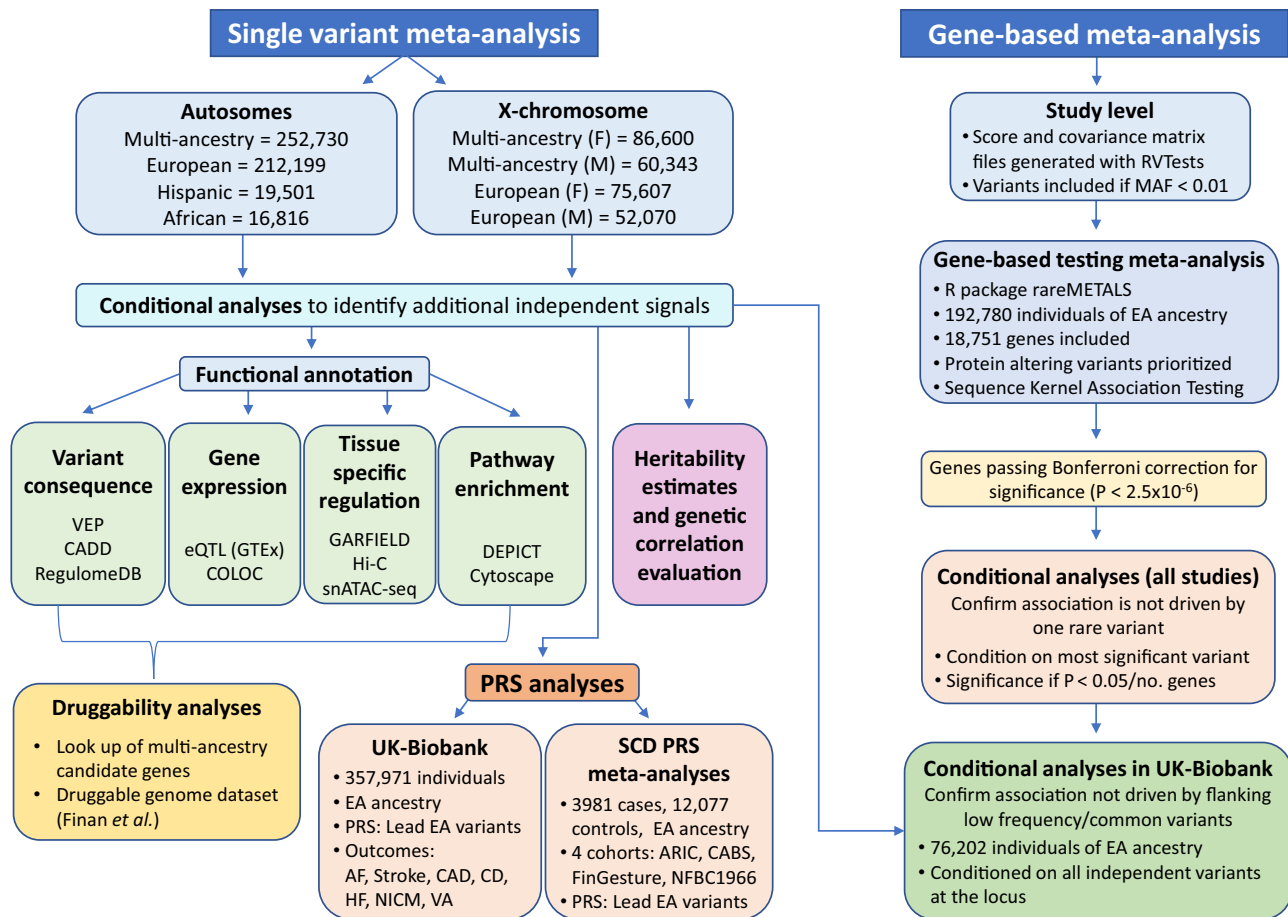 Single variant meta-analysis
Autosomes
Multi-ancestry = 252,730
European = 212,199
Hispanic = 19,501
African = 16,816
X-chromosome
Multi-ancestry (F) = 86,600
Multi-ancestry (M) = 60,343
European (F) = 75,607
European (M) = 52,070
Conditional analyses to identify additional independent signals
Functional annotation
Variant
consequence
VEP
CADD
RegulomeDB
Gene
expression
eQTL (GTEx)
COLOC
Tissue
specific
regulation
GARFIELD
Hi-C
snATAC-seq
Pathway
enrichment
DEPICT
Cytoscape
Heritability
estimates
and genetic
correlation
evaluation
Druggability analyses
• Look up of multi-ancestry
candidate genes
• Druggable genome dataset
(Finan et al.)
PRS analyses
UK-Biobank
• 357,971 individuals
• EA ancestry
• PRS: Lead EA variants
• Outcomes:
AF, Stroke, CAD, CD,
HF, NICM, VA
SCD PRS
meta-analyses
• 3981 cases, 12,077
controls, EA ancestry
• 4 cohorts: ARIC, CABS,
FinGesture, NFBC1966
• PRS: Lead EA variants
Gene-based meta-analysis
Study level
• Score and covariance matrix
files generated with RVTests
• Variants included if MAF < 0.01
Gene-based testing meta-analysis
• R package rareMETALS
• 192,780 individuals of EA ancestry
• 18,751 genes included
• Protein altering variants prioritized
• Sequence Kernel Association Testing
Genes passing Bonferroni correction for
significance (P < 2.5x10⁻⁶)
Conditional analyses (all studies)
Confirm association is not driven by
one rare variant
• Condition on most significant variant
• Significance if P < 0.05/no. genes
Conditional analyses in UK-Biobank
Confirm association not driven by flanking
low frequency/common variants
• 76,202 individuals of EA ancestry
• Conditioned on all independent variants
at the locus